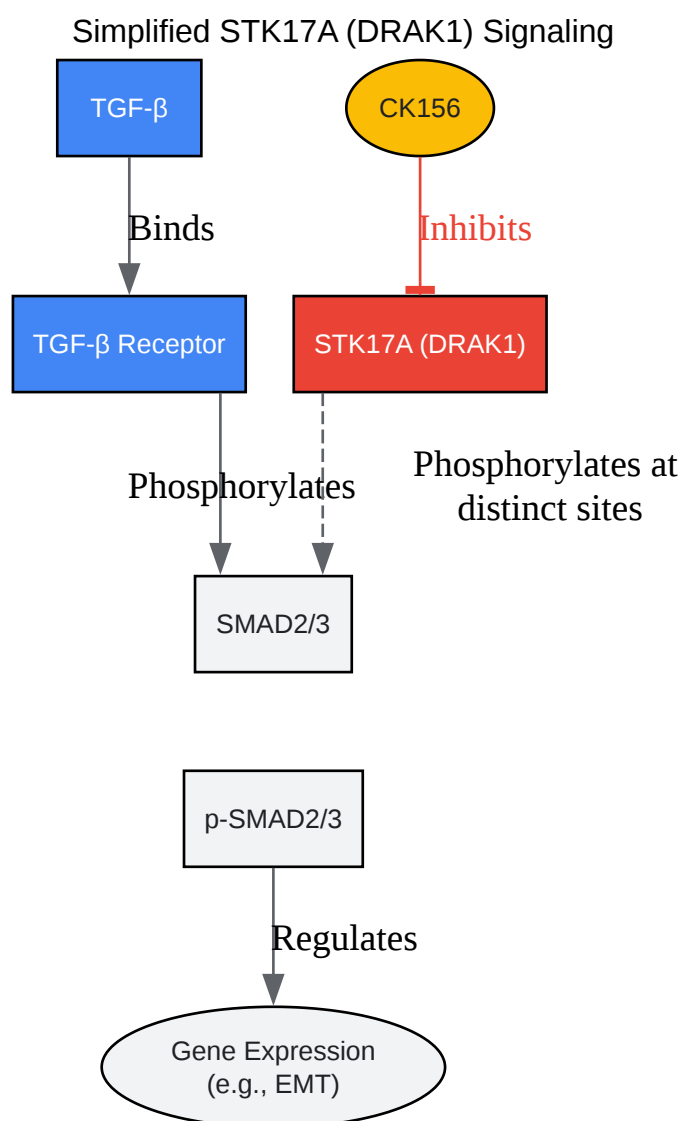 Simplified STK17A (DRAK1) Signaling
TGF-β
CK156
Binds
Inhibits
TGF-β Receptor
STK17A (DRAK1)
Phosphorylates
Phosphorylates at
distinct sites
SMAD2/3
p-SMAD2/3
Regulates
Gene Expression
(e.g., EMT)